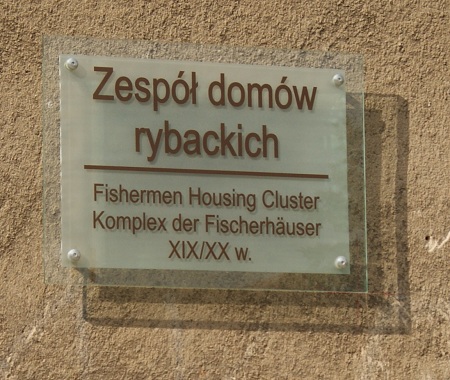 Zespół domów
rybackich
Fishermen Housing Cluster
Komplex der Fischerhäuser
XIX/XX w.